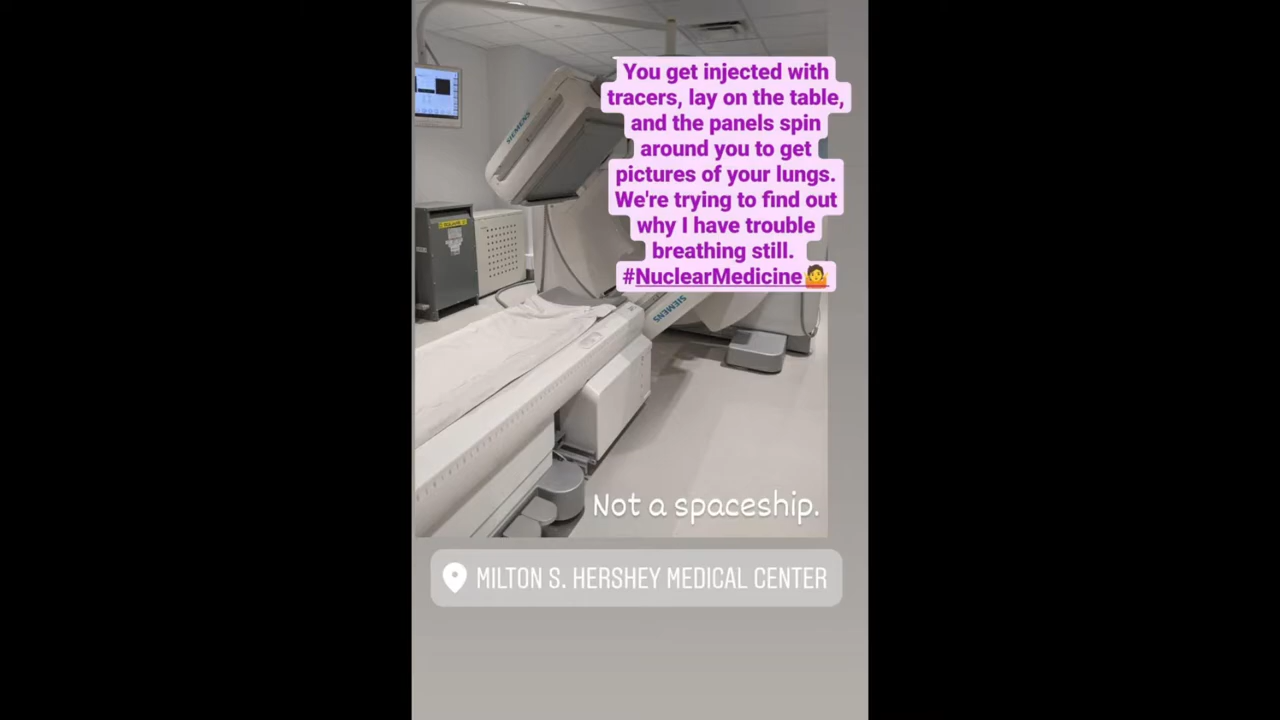 SIEMENS
You get injected with
tracers, lay on the table,
and the panels spin
around you to get
pictures of your lungs.
We're trying to find out
why I have trouble
breathing still.
#NuclearMedicine🤷
SIEMENS
Not a spaceship.
MILTON S. HERSHEY MEDICAL CENTER